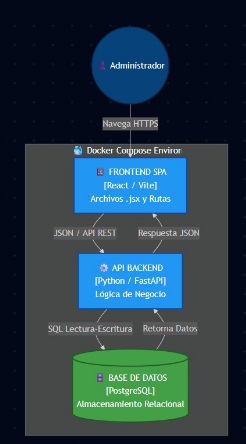 Administrador
Navega HTTPS
Docker Compose Enviror
FRONTEND SPA
[React / Vite]
Archivos .jsx y Rutas
JSON / API REST
Respuesta JSON
API BACKEND
[Python / FastAPI]
Lógica de Negocio
SQL Lectura-Escritura
Retorna Datos
BASE DE DATOS
[PostgreSQL]
Almacenamiento Relacional